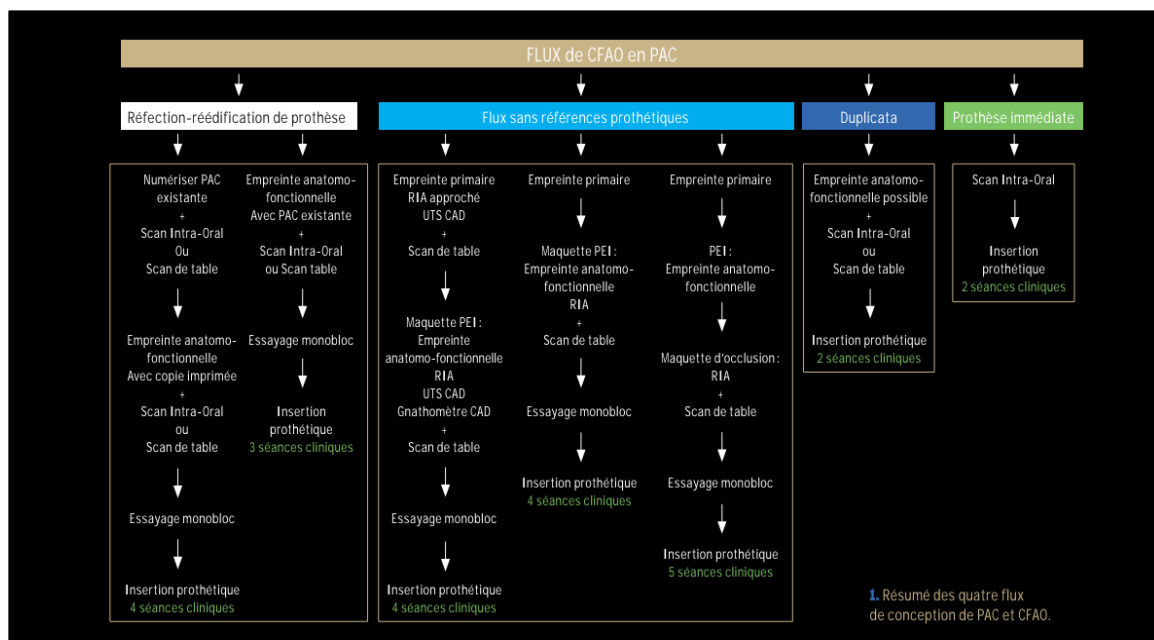 FLUX de CFAO en PAC
Réfection-réédification de prothèse
Numériser PAC
existante
+
Scan Intra-Oral
Ou
Scan de table
Empreinte anatomo-
fonctionnelle
Avec copie imprimée
+
Scan Intra-Oral
ou
Scan de table
Essayage monobloc
Insertion prothétique
4 séances cliniques
Empreinte anatomo-
fonctionnelle
Avec PAC existante
+
Scan Intra-Oral
ou Scan table
Essayage monobloc
Insertion
prothétique
3 séances cliniques
Flux sans références prothétiques
Empreinte primaire
RIA approché
UTS CAD
+
Scan de table
Maquette PEI :
Empreinte
anatomo-fonctionnelle
RIA
UTS CAD
Gnathomètre CAD
+
Scan de table
Essayage monobloc
Insertion prothétique
4 séances cliniques
Empreinte primaire
Maquette PEI :
Empreinte anatomo-
fonctionnelle
RIA
+
Scan de table
Essayage monobloc
Insertion prothétique
4 séances cliniques
Empreinte primaire
PEI :
Empreinte anatomo-
fonctionnelle
Maquette d'occlusion :
RIA
+
Scan de table
Essayage monobloc
Insertion prothétique
5 séances cliniques
Duplicata
Empreinte anatomo-
fonctionnelle possible
+
Scan Intra-Oral
ou
Scan de table
Insertion prothétique
2 séances cliniques
Prothèse immédiate
Scan Intra-Oral
Insertion
prothétique
2 séances cliniques
1. Résumé des quatre flux
de conception de PAC et CFAO.